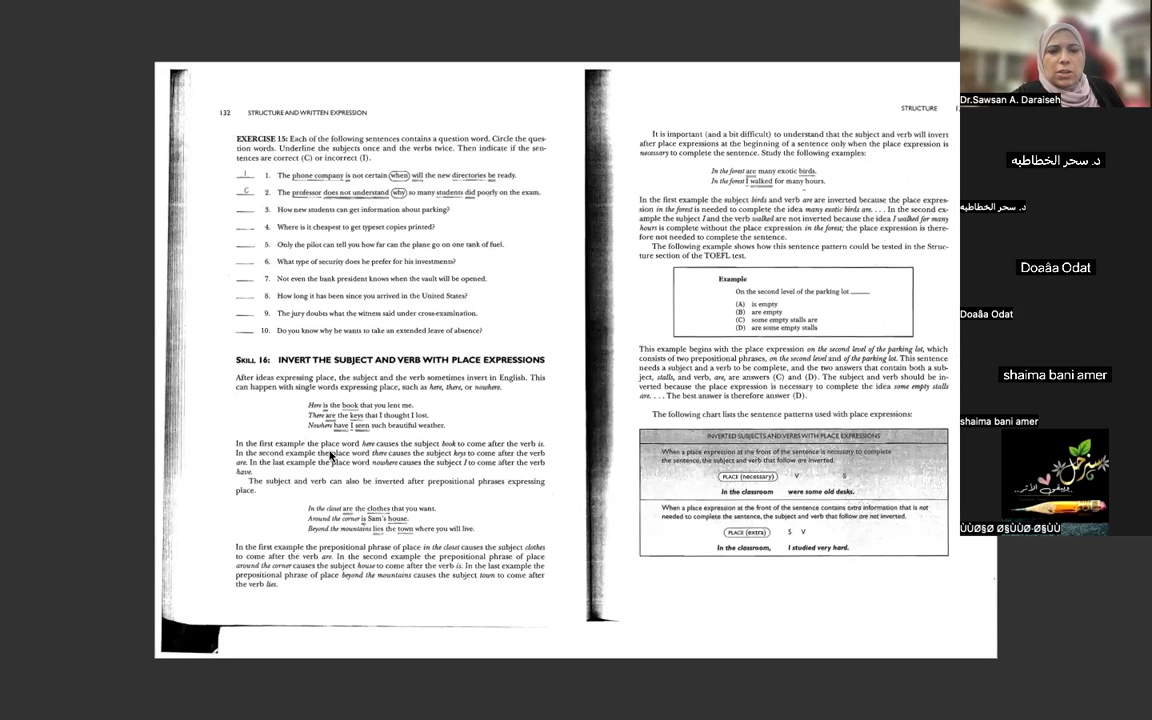 132 STRUCTURE AND WRITTEN EXPRESSION
EXERCISE 15: Each of the following sentences contains a question word. Circle the ques-
tion words. Underline the subjects once and the verbs twice. Then indicate if the sen-
tences are correct (C) or incorrect (I).
I 1. The phone company is not certain when will the new directories be ready.
C 2. The professor does not understand why so many students did poorly on the exam.
3. How new students can get information about parking?
4. Where is it cheapest to get typeset copies printed?
5. Only the pilot can tell you how far can the plane go on one tank of fuel.
6. What type of security does he prefer for his investments?
7. Not even the bank president knows when the vault will be opened.
8. How long it has been since you arrived in the United States?
9. The jury doubts what the witness said under cross-examination.
10. Do you know why he wants to take an extended leave of absence?
SKILL 16: INVERT THE SUBJECT AND VERB WITH PLACE EXPRESSIONS
After ideas expressing place, the subject and the verb sometimes invert in English. This
can happen with single words expressing place, such as here, there, or nowhere.
Here is the book that you lent me.
There are the keys that I thought I lost.
Nowhere have I seen such beautiful weather.
In the first example the place word here causes the subject book to come after the verb is.
In the second example the place word there causes the subject keys to come after the verb
are. In the last example the place word nowhere causes the subject I to come after the verb
have.
The subject and verb can also be inverted after prepositional phrases expressing
place.
In the closet are the clothes that you want.
Around the corner is Sam's house.
Beyond the mountains lies the town where you will live.
In the first example the prepositional phrase of place in the closet causes the subject clothes
to come after the verb are. In the second example the prepositional phrase of place
around the corner causes the subject house to come after the verb is. In the last example the
prepositional phrase of place beyond the mountains causes the subject town to come after
the verb lies.
STRUCTURE
It is important (and a bit difficult) to understand that the subject and verb will invert
after place expressions at the beginning of a sentence only when the place expression is
necessary to complete the sentence. Study the following examples:
In the forest are many exotic birds.
In the forest I walked for many hours.
In the first example the subject birds and verb are are inverted because the place expres-
sion in the forest is needed to complete the idea many exotic birds are. . . . In the second ex-
ample the subject I and the verb walked are not inverted because the idea I walked for many
hours is complete without the place expression in the forest; the place expression is there-
fore not needed to complete the sentence.
The following example shows how this sentence pattern could be tested in the Struc-
ture section of the TOEFL test.
Example
On the second level of the parking lot ______
(A) is empty
(B) are empty
(C) some empty stalls are
(D) are some empty stalls
This example begins with the place expression on the second level of the parking lot, which
consists of two prepositional phrases, on the second level and of the parking lot. This sentence
needs a subject and a verb to be complete, and the two answers that contain both a sub-
ject, stalls, and verb, are, are answers (C) and (D). The subject and verb should be in-
verted because the place expression is necessary to complete the idea some empty stalls
are. . . . The best answer is therefore answer (D).
The following chart lists the sentence patterns used with place expressions:
INVERTED SUBJECTS AND VERBS WITH PLACE EXPRESSIONS
When a place expression at the front of the sentence is necessary to complete
the sentence, the subject and verb that follow are inverted.
PLACE (necessary) V S
In the classroom were some old desks.
When a place expression at the front of the sentence contains extra information that is not
needed to complete the sentence, the subject and verb that follow are not inverted.
PLACE (extra) S V
In the classroom, I studied very hard.
Dr.Sawsan A. Daraiseh
د. سحر الخطاطبه
د. سحر الخطاطبه
Doaâa Odat
Doaâa Odat
shaima bani amer
shaima bani amer
سنرحل
ويبقى الأثر..